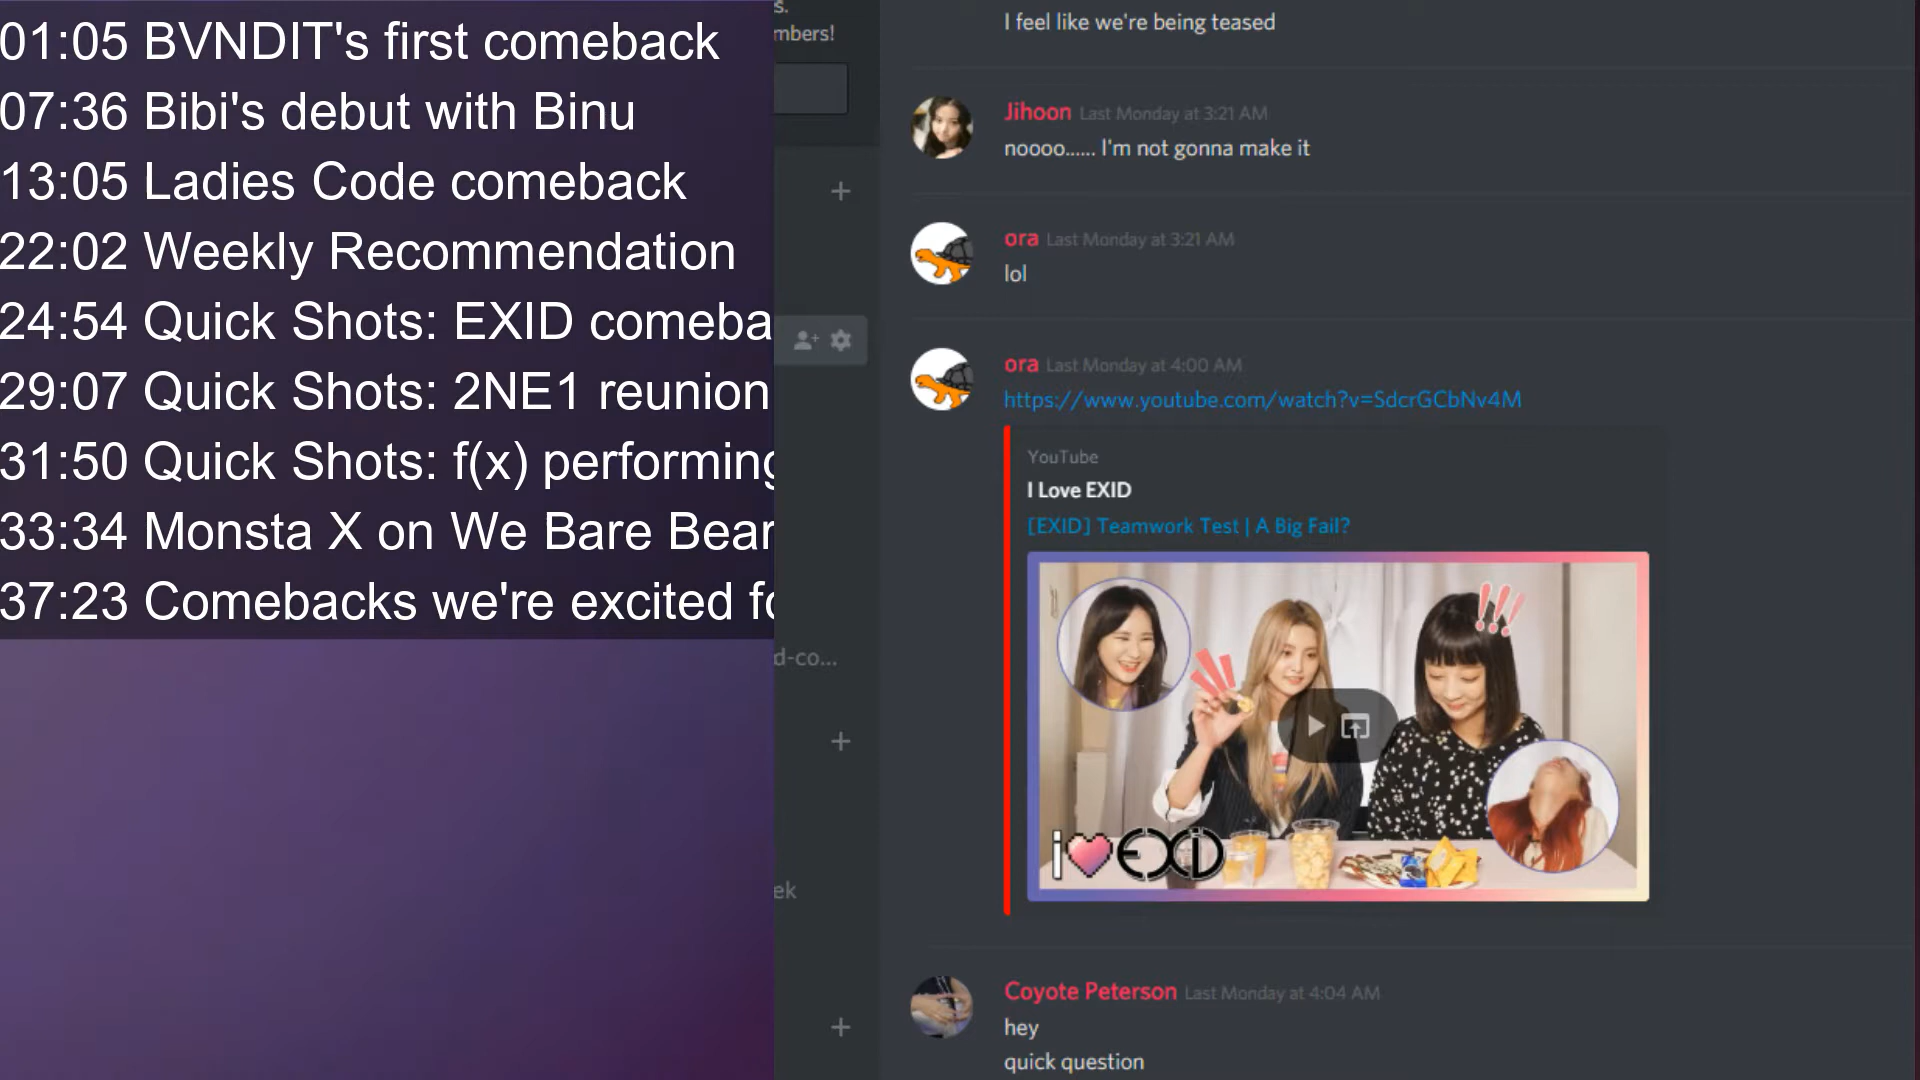 01:05 BVNDIT's first comeback
07:36 Bibi's debut with Binu
13:05 Ladies Code comeback
22:02 Weekly Recommendation
24:54 Quick Shots: EXID comeba
29:07 Quick Shots: 2NE1 reunion
31:50 Quick Shots: f(x) performing
33:34 Monsta X on We Bare Bear
37:23 Comebacks we're excited fo
s.
mbers!
d-co...
ek
I feel like we're being teased
Jihoon Last Monday at 3:21 AM
noooo...... I'm not gonna make it
ora Last Monday at 3:21 AM
lol
ora Last Monday at 4:00 AM
https://www.youtube.com/watch?v=SdcrGCbNv4M
YouTube
I Love EXID
[EXID] Teamwork Test | A Big Fail?
!!!
i EXID
Coyote Peterson Last Monday at 4:04 AM
hey
quick question